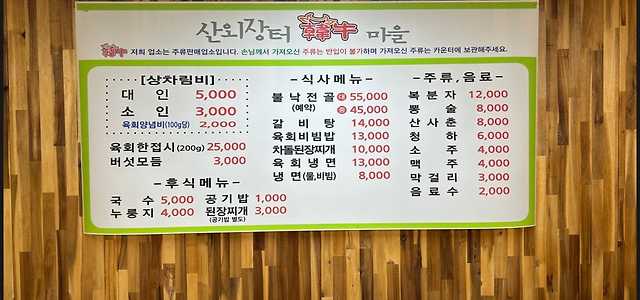 산외장터 韓牛 마을
韓牛 저희 업소는 주류판매업소입니다. 손님께서 가져오신 주류는 반입이 불가하며 가져오신 주류는 카운터에 보관해주세요.
[상차림비]
대 인 5,000
소 인 3,000
육회양념비(100g당) 2,000
육회한접시(200g) 25,000
버섯모듬 3,000
- 후식메뉴 -
국 수 5,000 공기밥 1,000
누룽지 4,000 된장찌개 3,000
(공기밥 별도)
- 식사메뉴 -
불낙전골 대 55,000
(예약) 중 45,000
갈 비 탕 14,000
육회비빔밥 13,000
차돌된장찌개 10,000
육회냉면 13,000
냉 면(물,비빔) 8,000
- 주류,음료 -
복 분 자 12,000
뽕 술 8,000
산 사 춘 8,000
청 하 6,000
소 주 4,000
맥 주 4,000
막 걸 리 3,000
음 료 수 2,000